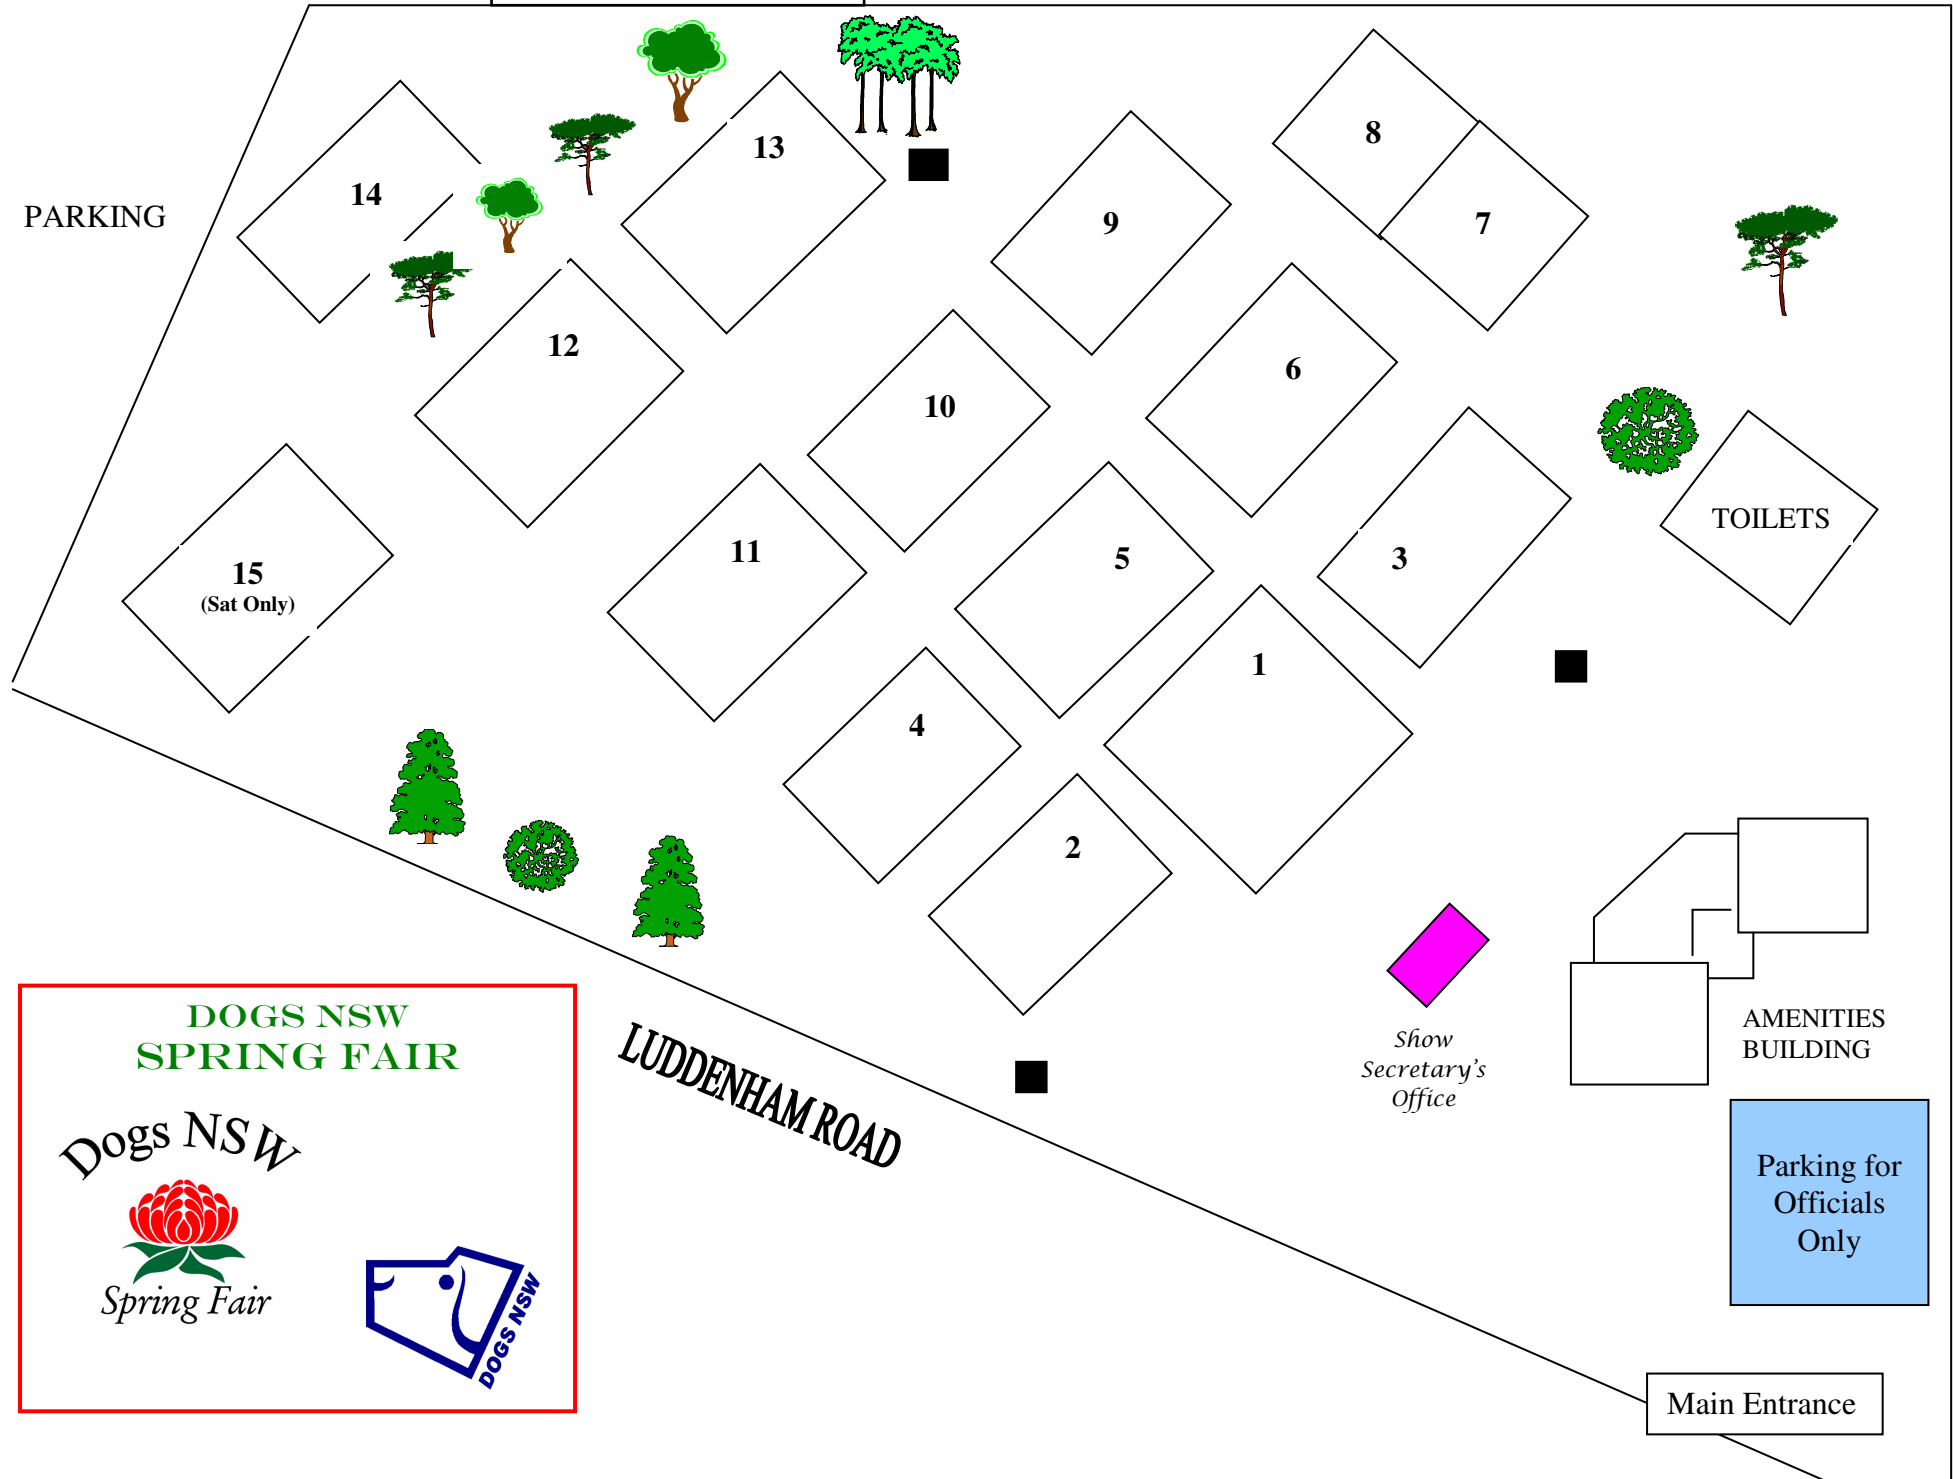 8
13
14
PARKING
9
7
12
6
10
TOILETS
11
5
3
15
(Sat Only)
1
4
2
DOGS NSW
SPRING FAIR
AMENITIES
BUILDING
Show
Secretary's
Office
LUDDENHAM ROAD
Dogs NSW
Spring Fair
DOGS NSW
Parking for
Officials
Only
Main Entrance